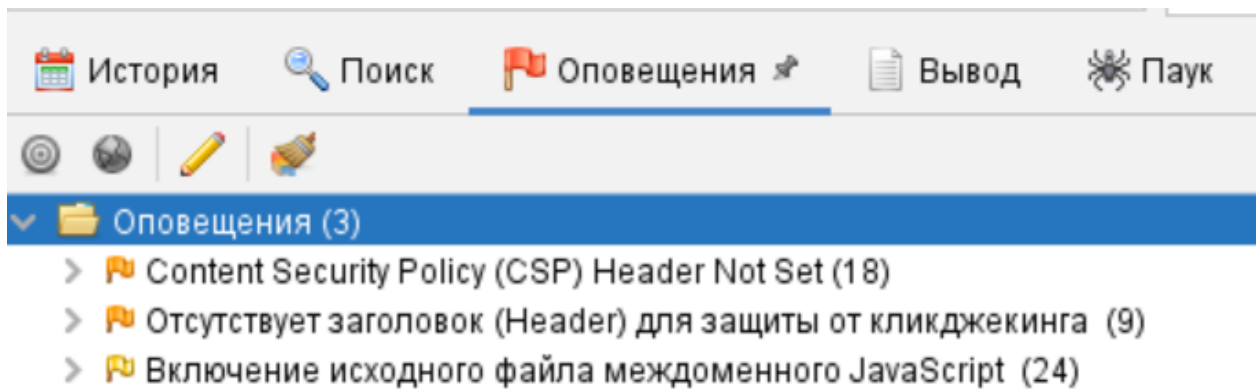 История Поиск Оповещения Вывод Паук
Оповещения (3)
Content Security Policy (CSP) Header Not Set (18)
Отсутствует заголовок (Header) для защиты от кликджекинга (9)
Включение исходного файла междоменного JavaScript (24)